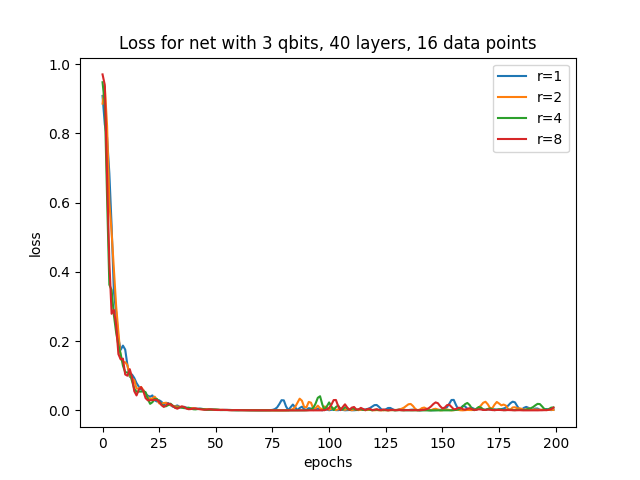 Loss for net with 3 qbits, 40 layers, 16 data points
1.0
0.8
0.6
0.4
0.2
0.0
loss
r=1
r=2
r=4
r=8
0 25 50 75 100 125 150 175 200
epochs